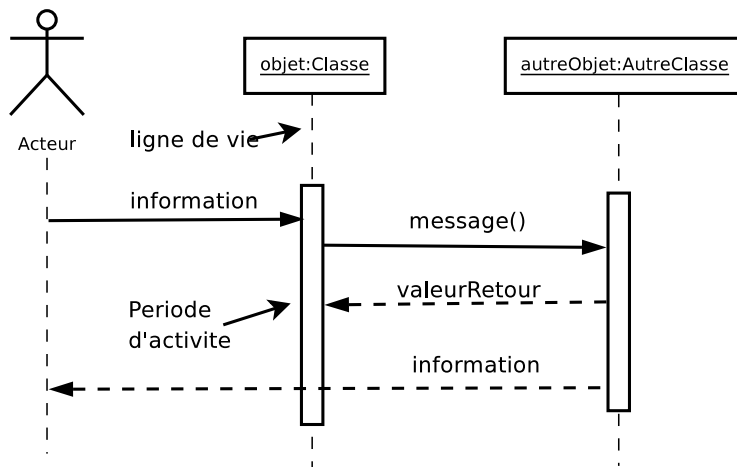 objet:Classe
autreObjet:AutreClasse
Acteur
ligne de vie
information
message()
valeurRetour
Periode
d'activite
information